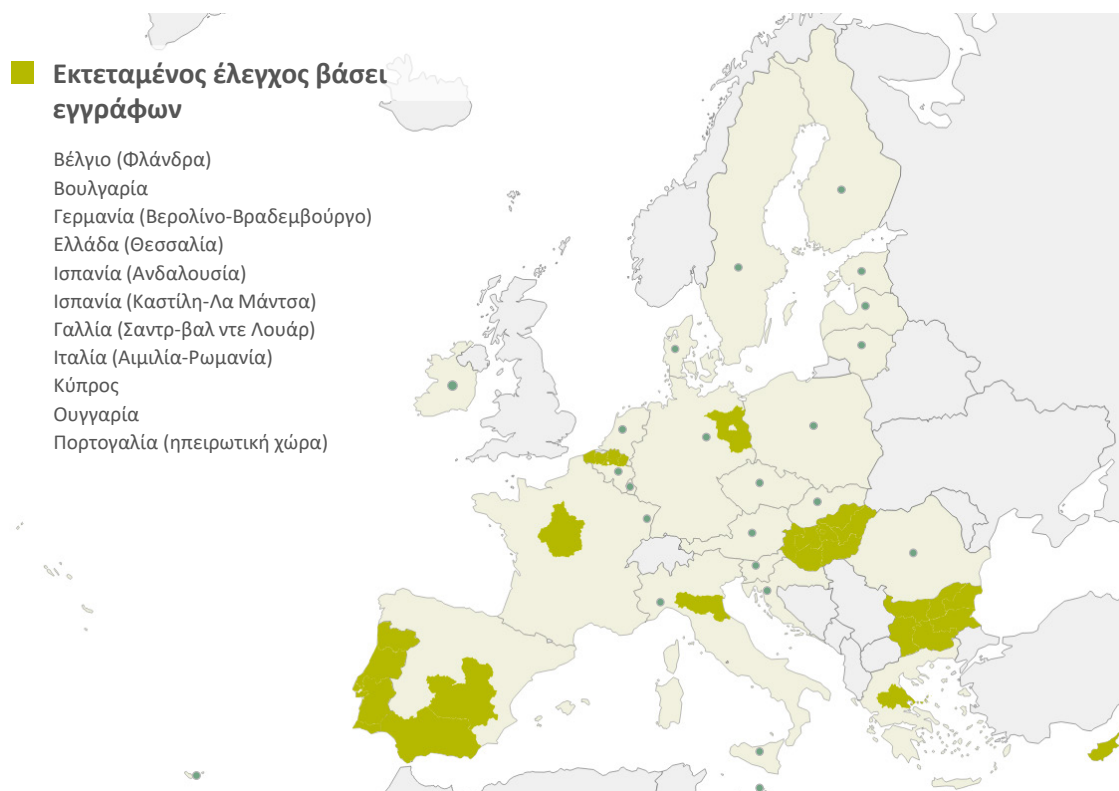 Εκτεταμένος έλεγχος βάσει
εγγράφων
Βέλγιο (Φλάνδρα)
Βουλγαρία
Γερμανία (Βερολίνο-Βραδεμβούργο)
Ελλάδα (Θεσσαλία)
Ισπανία (Ανδαλουσία)
Ισπανία (Καστίλη-Λα Μάντσα)
Γαλλία (Σαντρ-βαλ ντε Λουάρ)
Ιταλία (Αιμιλία-Ρωμανία)
Κύπρος
Ουγγαρία
Πορτογαλία (ηπειρωτική χώρα)